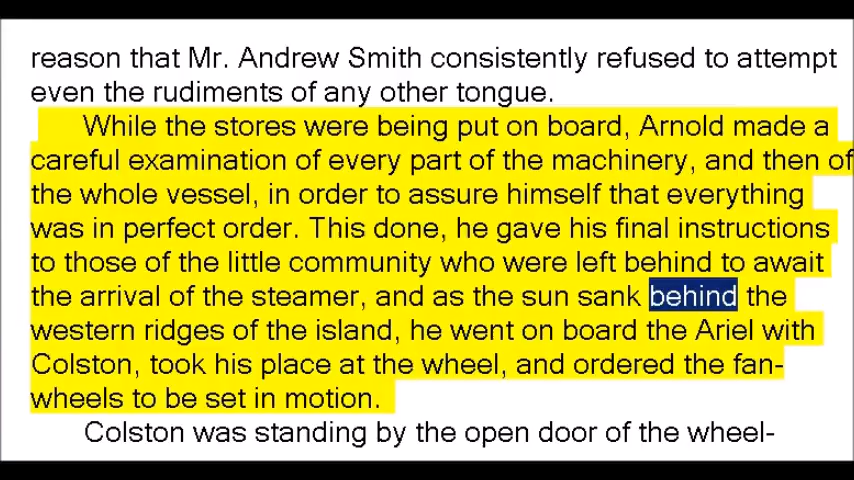 reason that Mr. Andrew Smith consistently refused to attempt
even the rudiments of any other tongue.
While the stores were being put on board, Arnold made a
careful examination of every part of the machinery, and then of
the whole vessel, in order to assure himself that everything
was in perfect order. This done, he gave his final instructions
to those of the little community who were left behind to await
the arrival of the steamer, and as the sun sank behind the
western ridges of the island, he went on board the Ariel with
Colston, took his place at the wheel, and ordered the fan-
wheels to be set in motion.
Colston was standing by the open door of the wheel-